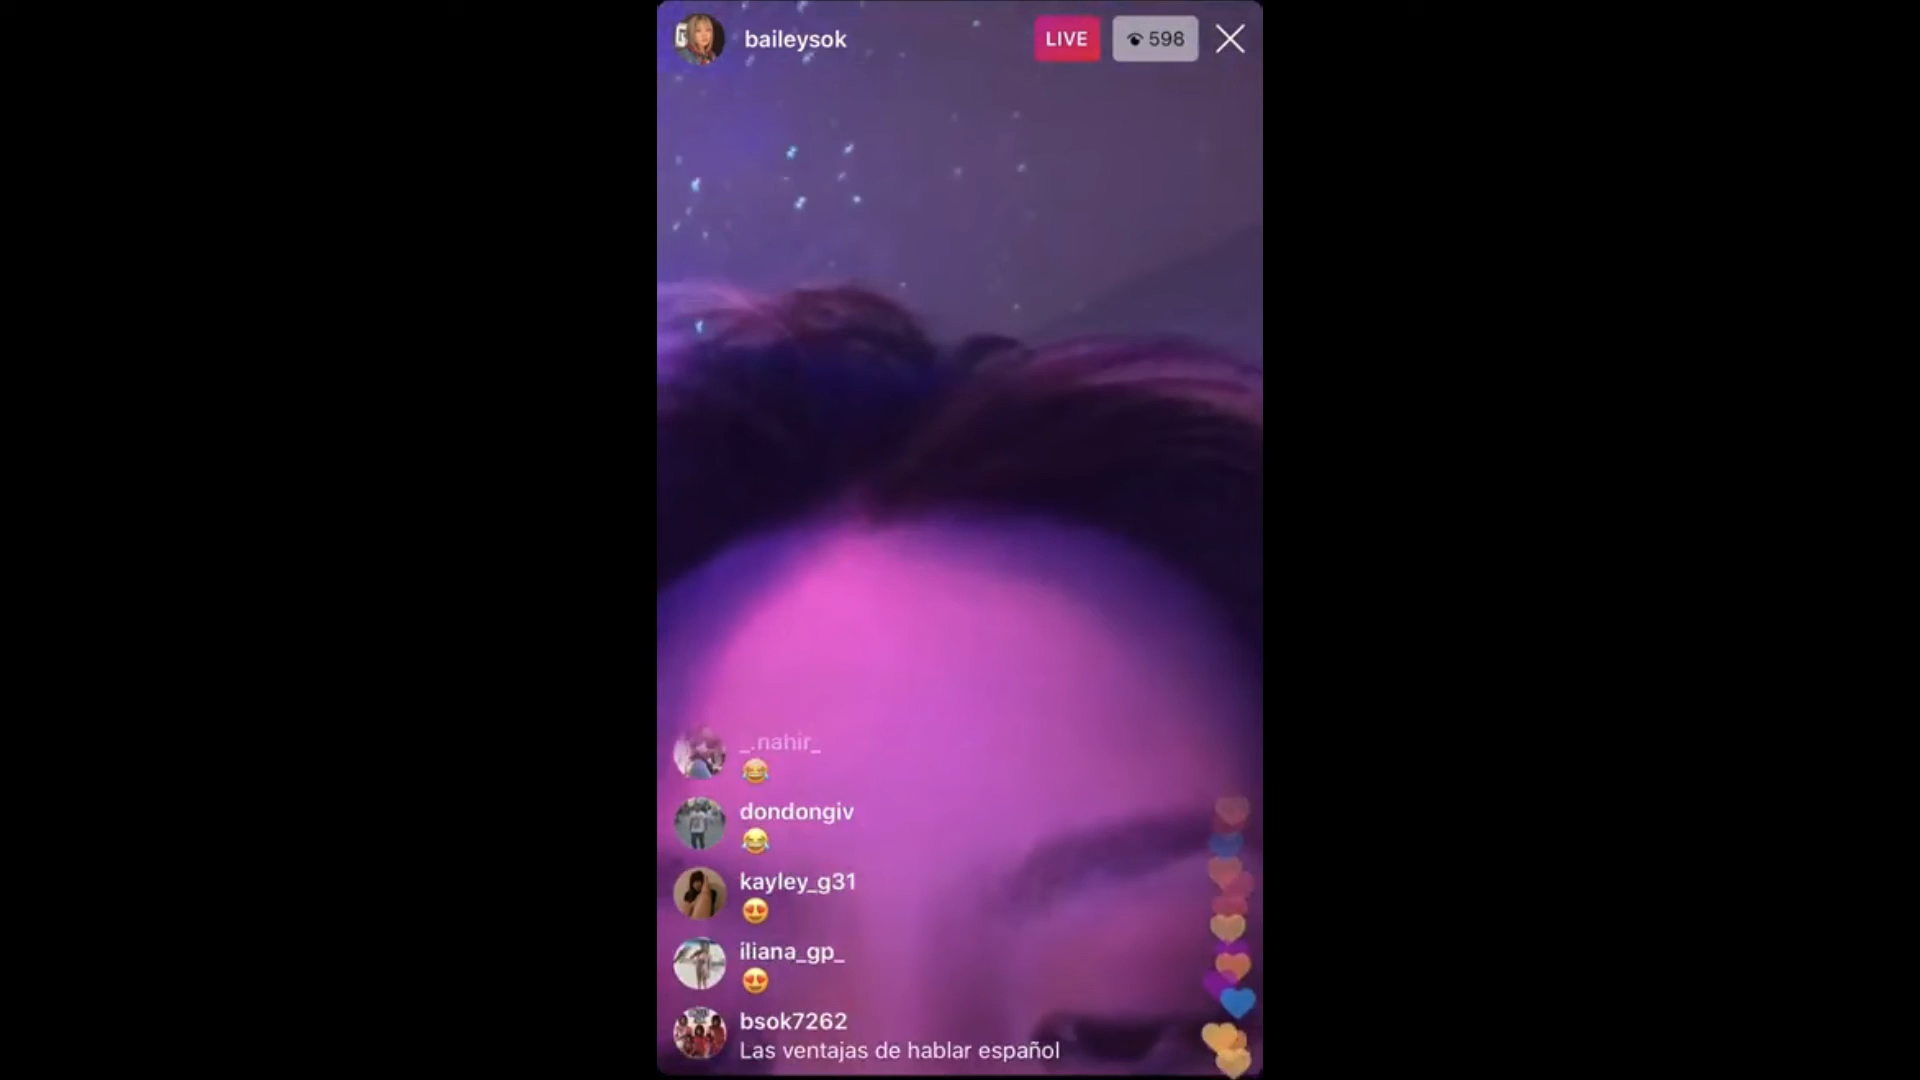 baileysok
LIVE
598
_.nahir_
😂
dondongiv
😂
kayley_g31
😍
iliana_gp_
😍
bsok7262
Las ventajas de hablar español